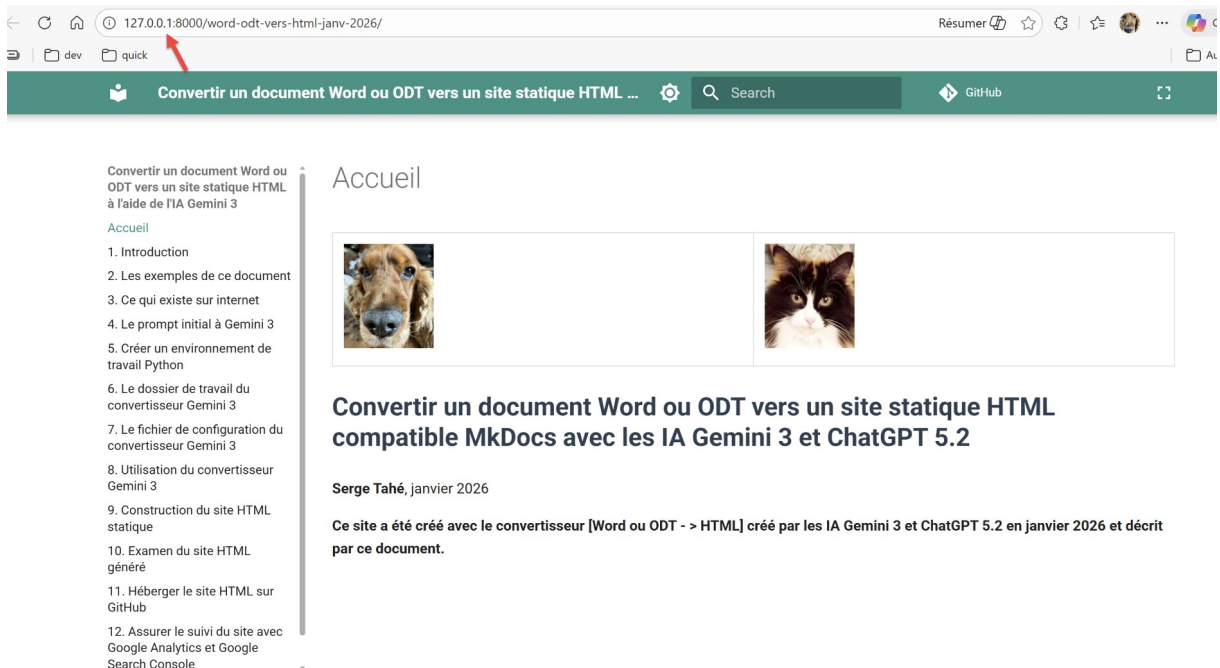 127.0.0.1:8000/word-odt-vers-html-janv-2026/
Résumer
dev
quick
Convertir un document Word ou ODT vers un site statique HTML ...
Search
GitHub
Convertir un document Word ou
ODT vers un site statique HTML
à l'aide de l'IA Gemini 3
Accueil
1. Introduction
2. Les exemples de ce document
3. Ce qui existe sur internet
4. Le prompt initial à Gemini 3
5. Créer un environnement de
travail Python
6. Le dossier de travail du
convertisseur Gemini 3
7. Le fichier de configuration du
convertisseur Gemini 3
8. Utilisation du convertisseur
Gemini 3
9. Construction du site HTML
statique
10. Examen du site HTML
généré
11. Héberger le site HTML sur
GitHub
12. Assurer le suivi du site avec
Google Analytics et Google
Search Console
Accueil
Convertir un document Word ou ODT vers un site statique HTML
compatible MkDocs avec les IA Gemini 3 et ChatGPT 5.2
Serge Tahé, janvier 2026
Ce site a été créé avec le convertisseur [Word ou ODT - > HTML] créé par les IA Gemini 3 et ChatGPT 5.2 en janvier 2026 et décrit
par ce document.